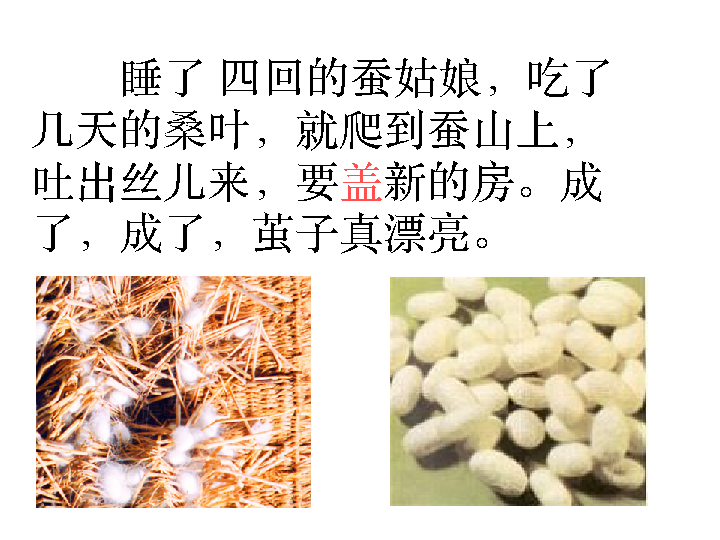 睡了 四回的蚕姑娘，吃了
几天的桑叶，就爬到蚕山上，
吐出丝儿来，要盖新的房。成
了，成了，茧子真漂亮。